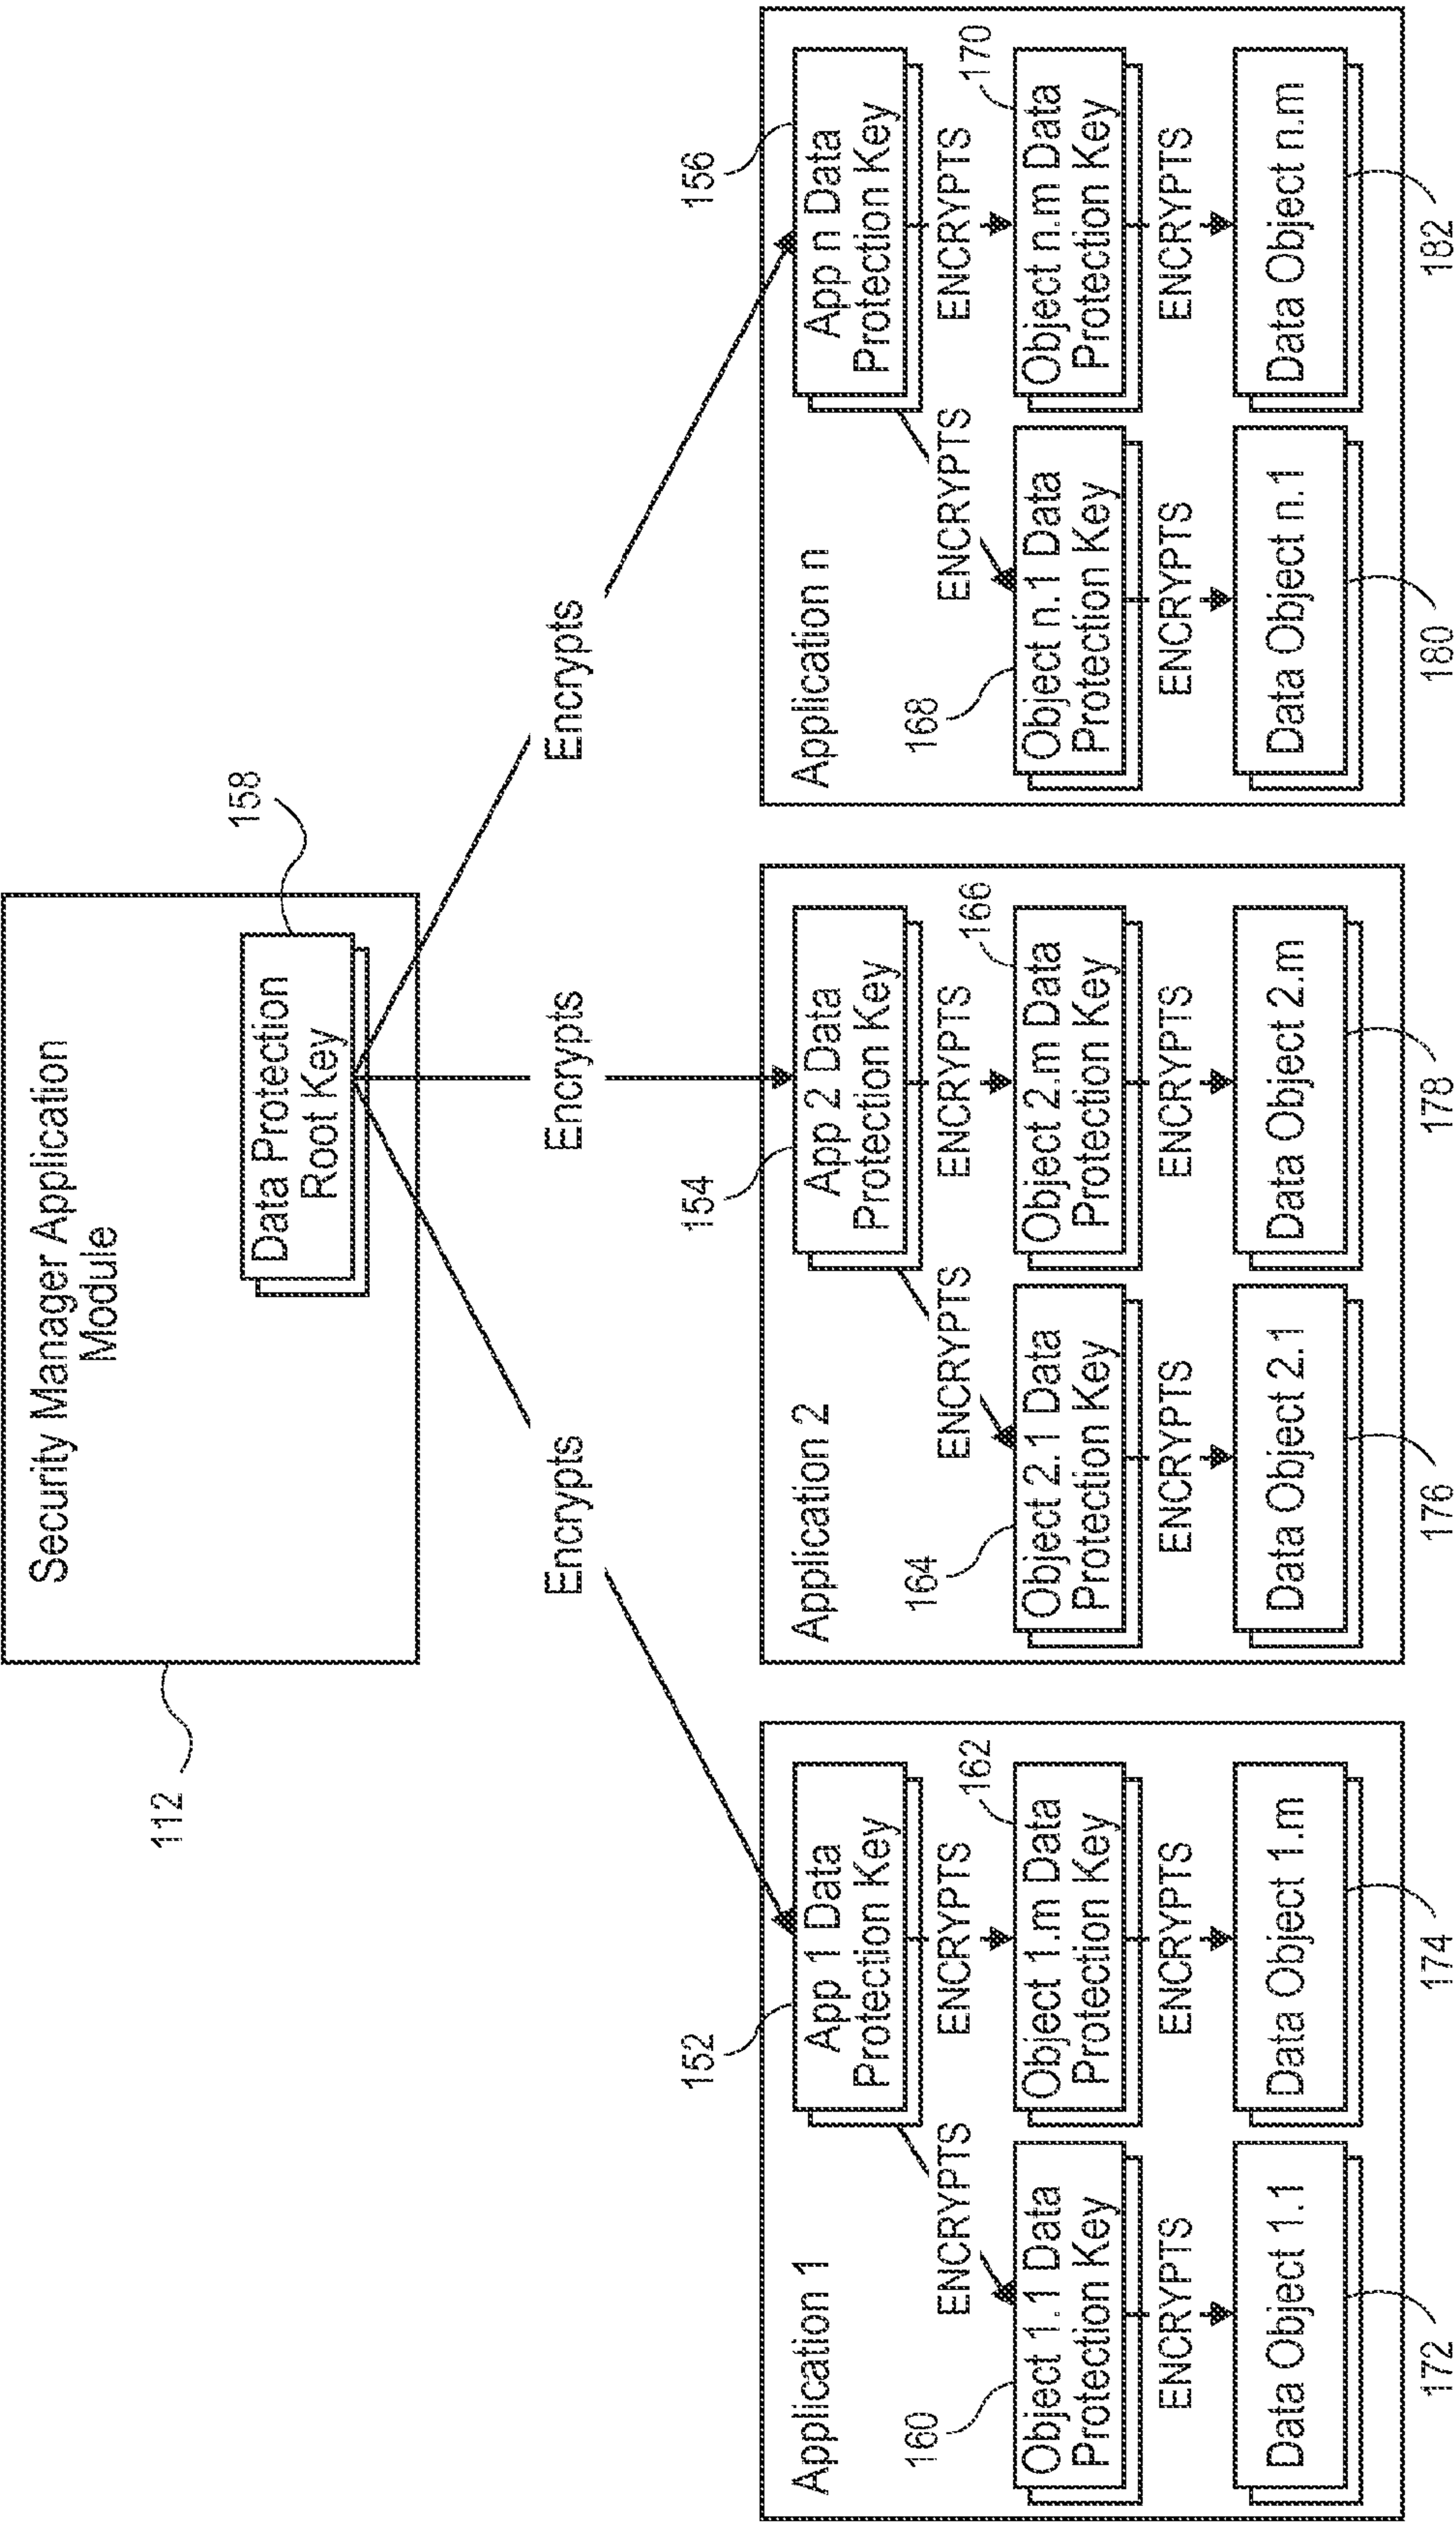 Security Manager Application
Module
112
Data Protection
Root Key
158
Encrypts
Encrypts
Encrypts
152
154
156
Application 1
App 1 Data
Protection Key
ENCRYPTS
ENCRYPTS
160
Object 1.1 Data
Protection Key
162
Object 1.m Data
Protection Key
ENCRYPTS
ENCRYPTS
Data Object 1.1
Data Object 1.m
172
174
Application 2
App 2 Data
Protection Key
ENCRYPTS
ENCRYPTS
164
Object 2.1 Data
Protection Key
166
Object 2.m Data
Protection Key
ENCRYPTS
ENCRYPTS
Data Object 2.1
Data Object 2.m
176
178
Application n
App n Data
Protection Key
ENCRYPTS
ENCRYPTS
168
Object n.1 Data
Protection Key
170
Object n.m Data
Protection Key
ENCRYPTS
ENCRYPTS
Data Object n.1
Data Object n.m
180
182